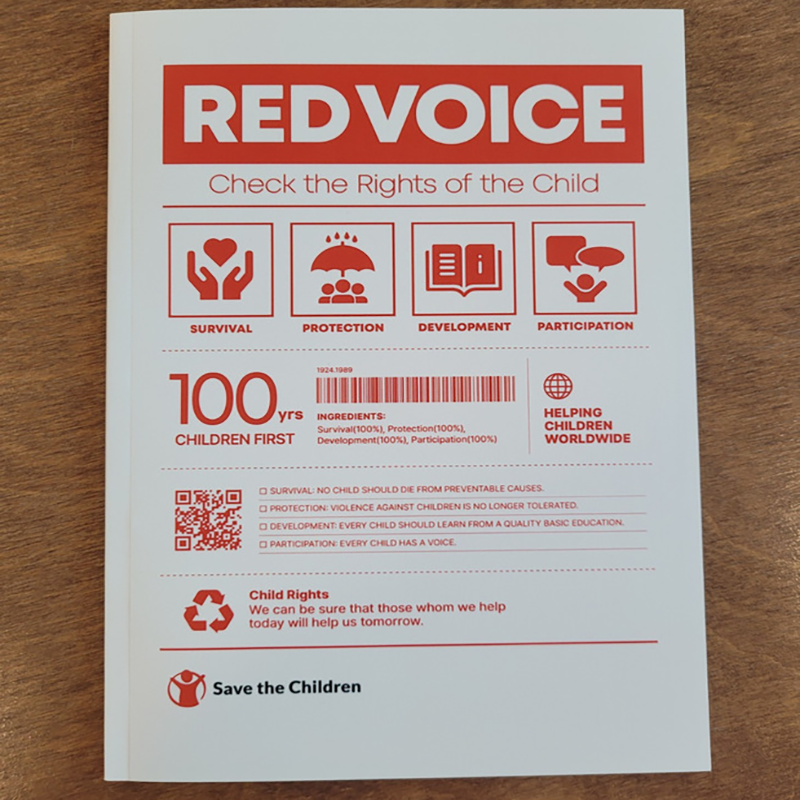 RED VOICE
Check the Rights of the Child
SURVIVAL
PROTECTION
DEVELOPMENT
PARTICIPATION
100yrs
CHILDREN FIRST
1924.1989
INGREDIENTS:
Survival(100%), Protection(100%),
Development(100%), Participation(100%)
HELPING
CHILDREN
WORLDWIDE
SURVIVAL: NO CHILD SHOULD DIE FROM PREVENTABLE CAUSES.
PROTECTION: VIOLENCE AGAINST CHILDREN IS NO LONGER TOLERATED.
DEVELOPMENT: EVERY CHILD SHOULD LEARN FROM A QUALITY BASIC EDUCATION.
PARTICIPATION: EVERY CHILD HAS A VOICE.
Child Rights
We can be sure that those whom we help
today will help us tomorrow.
Save the Children